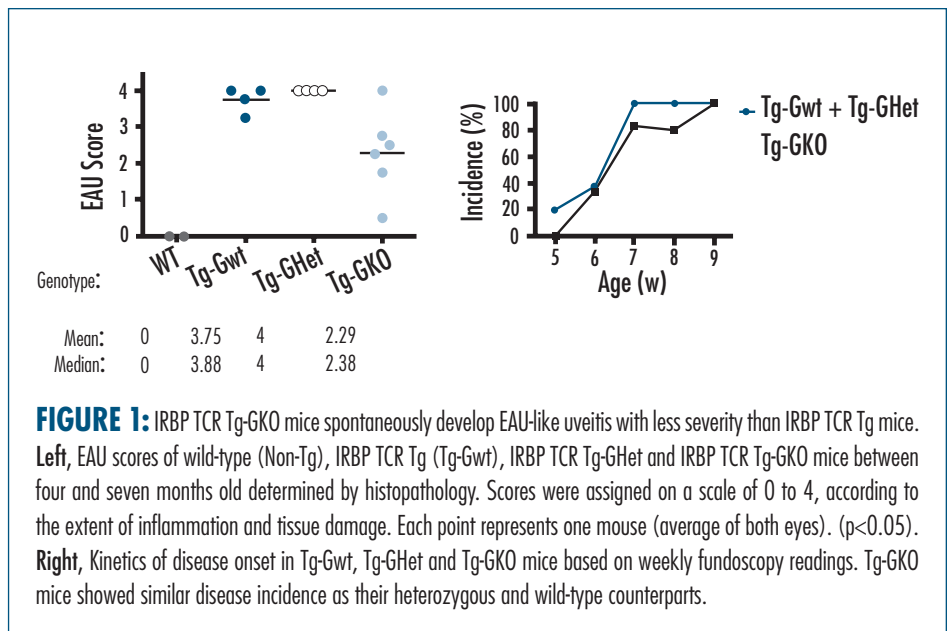 EAU Score
4
3
2
1
0
WT
Tg-Gwt
Tg-GHet
Tg-GKO
Genotype:
Mean: 0 3.75 4 2.29
Median: 0 3.88 4 2.38
Incidence (%)
100
80
60
40
20
0
5 6 7 8 9
Age (w)
Tg-Gwt + Tg-GHet
Tg-GKO
FIGURE 1: IRBP TCR Tg-GKO mice spontaneously develop EAU-like uveitis with less severity than IRBP TCR Tg mice.
Left, EAU scores of wild-type (Non-Tg), IRBP TCR Tg (Tg-Gwt), IRBP TCR Tg-GHet and IRBP TCR Tg-GKO mice between
four and seven months old determined by histopathology. Scores were assigned on a scale of 0 to 4, according to
the extent of inflammation and tissue damage. Each point represents one mouse (average of both eyes). (p<0.05).
Right, Kinetics of disease onset in Tg-Gwt, Tg-GHet and Tg-GKO mice based on weekly fundoscopy readings. Tg-GKO
mice showed similar disease incidence as their heterozygous and wild-type counterparts.